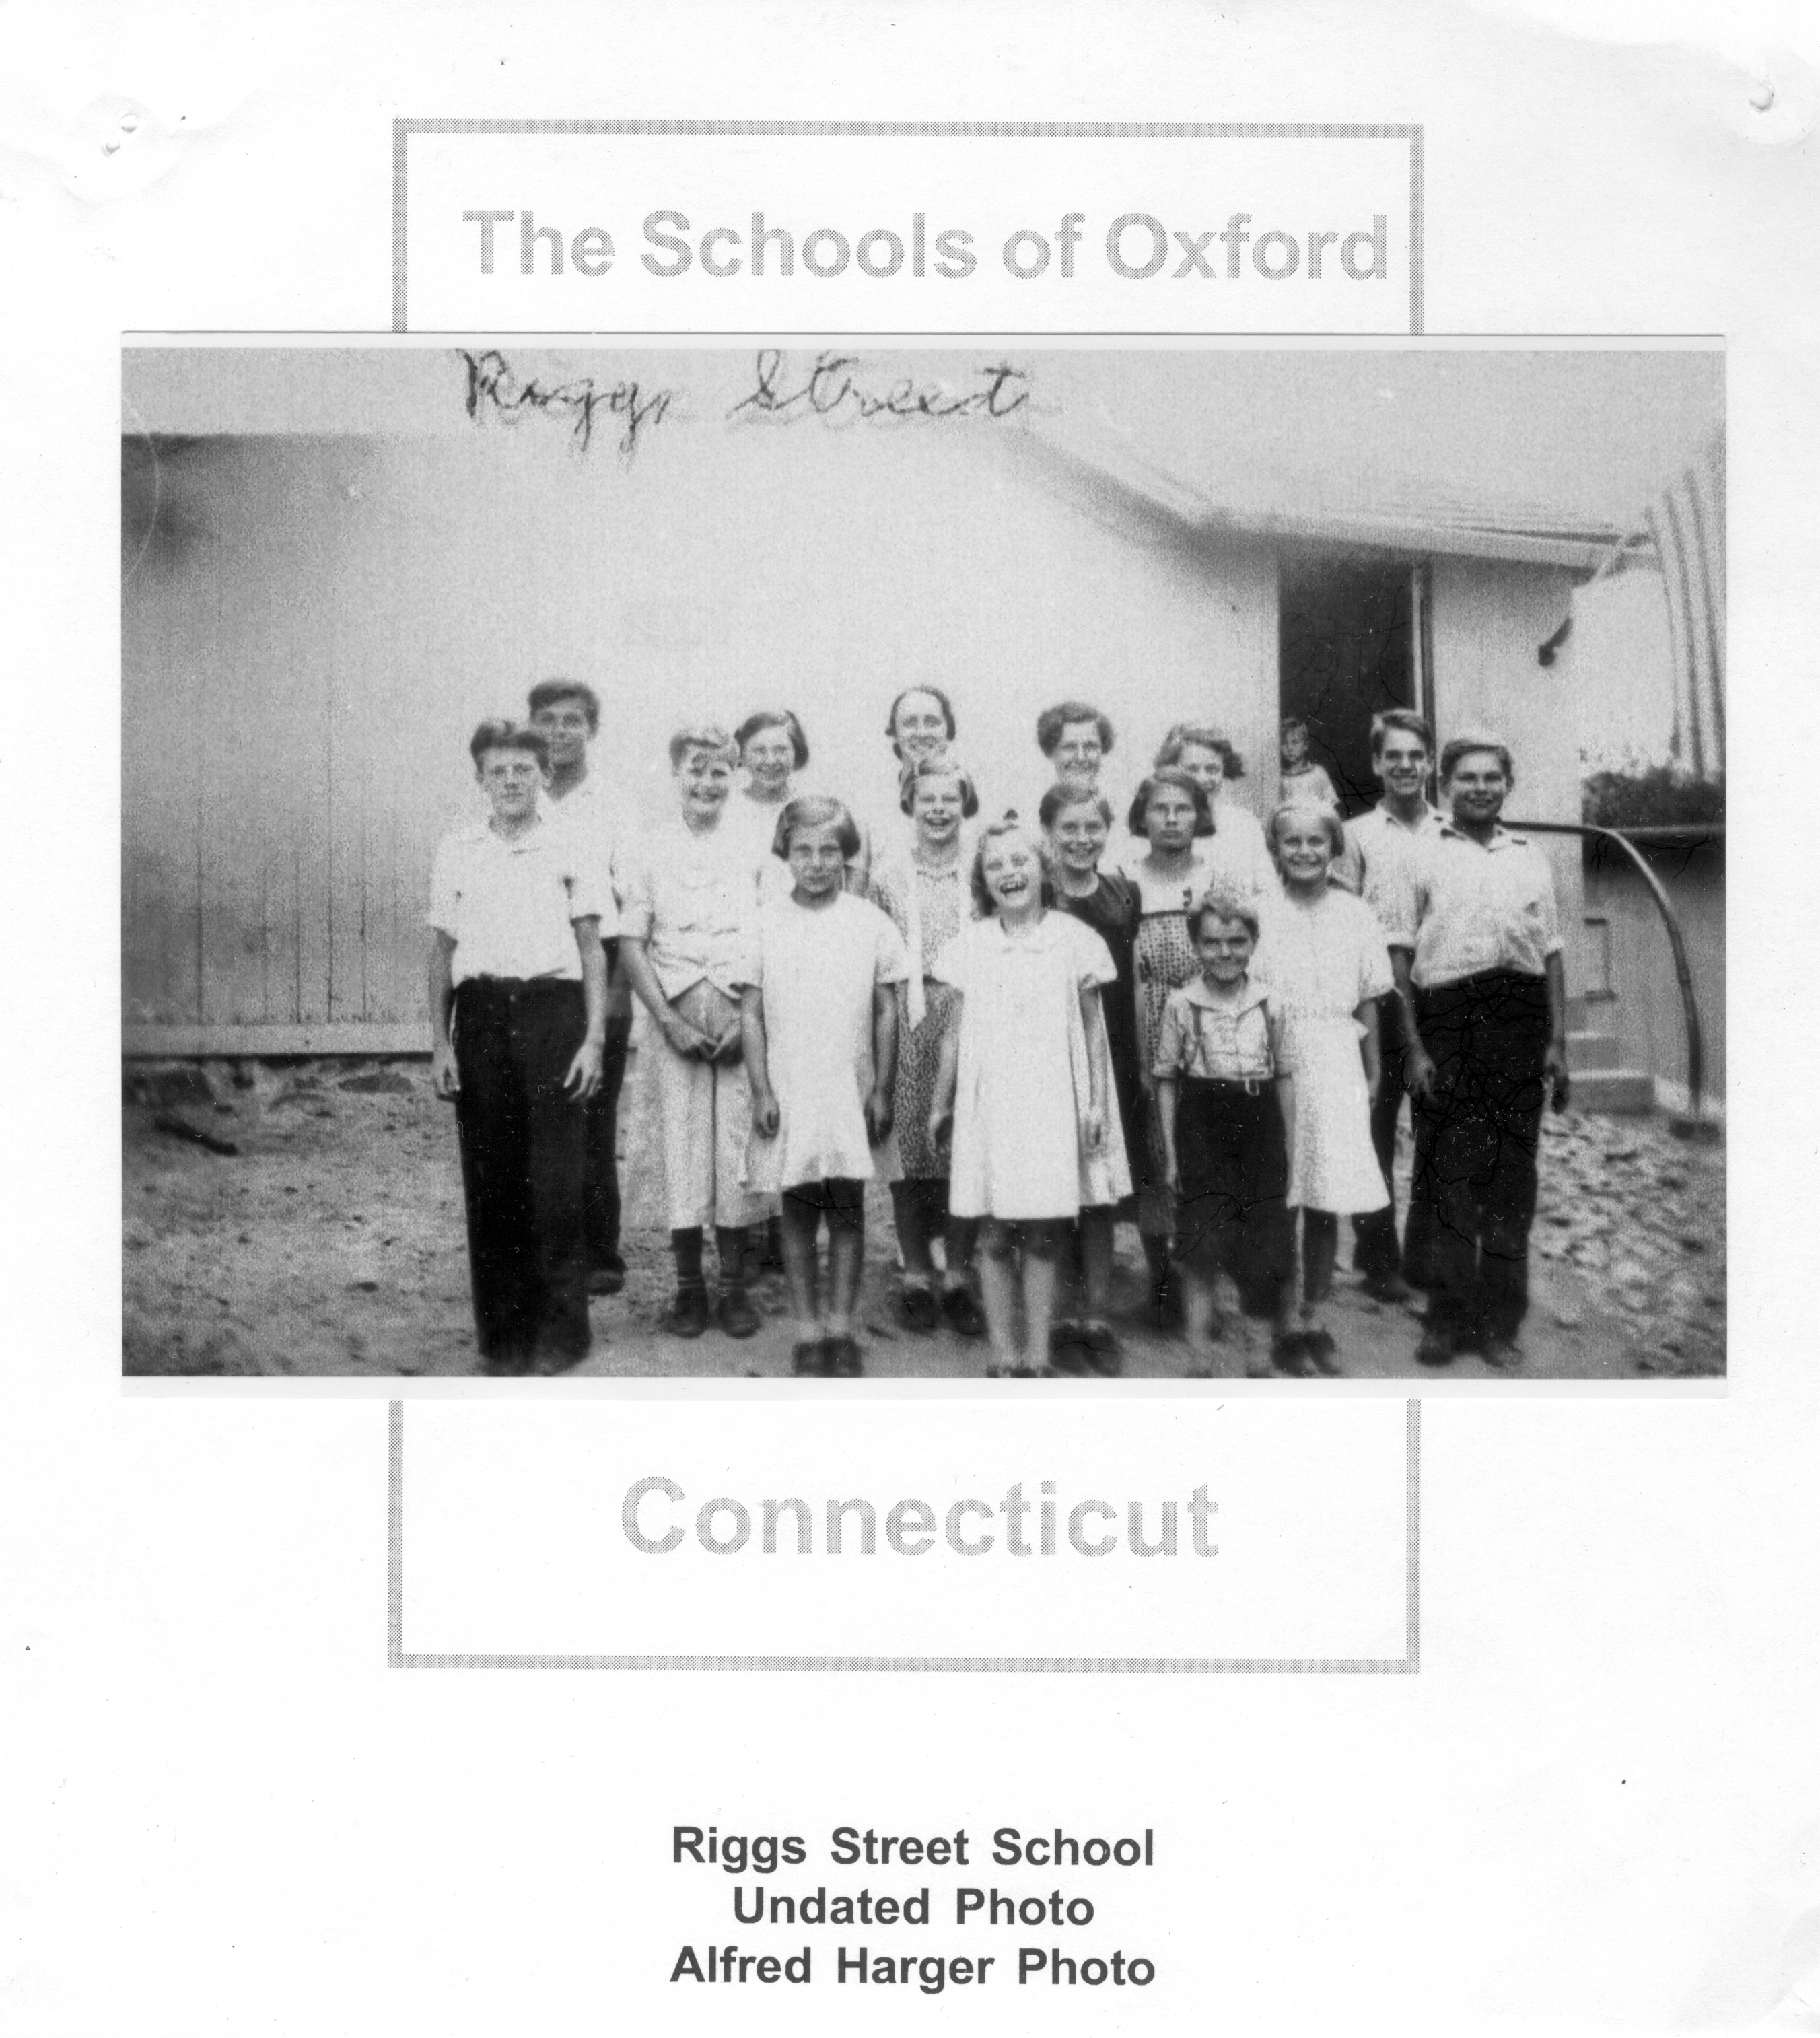 The Schools of Oxford
Riggs Street
Connecticut
Riggs Street School
Undated Photo
Alfred Harger Photo